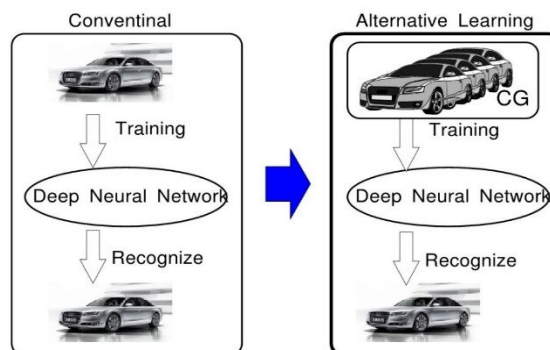 Conventinal
Training
Deep Neural Network
Recognize
Alternative Learning
CG
Training
Deep Neural Network
Recognize